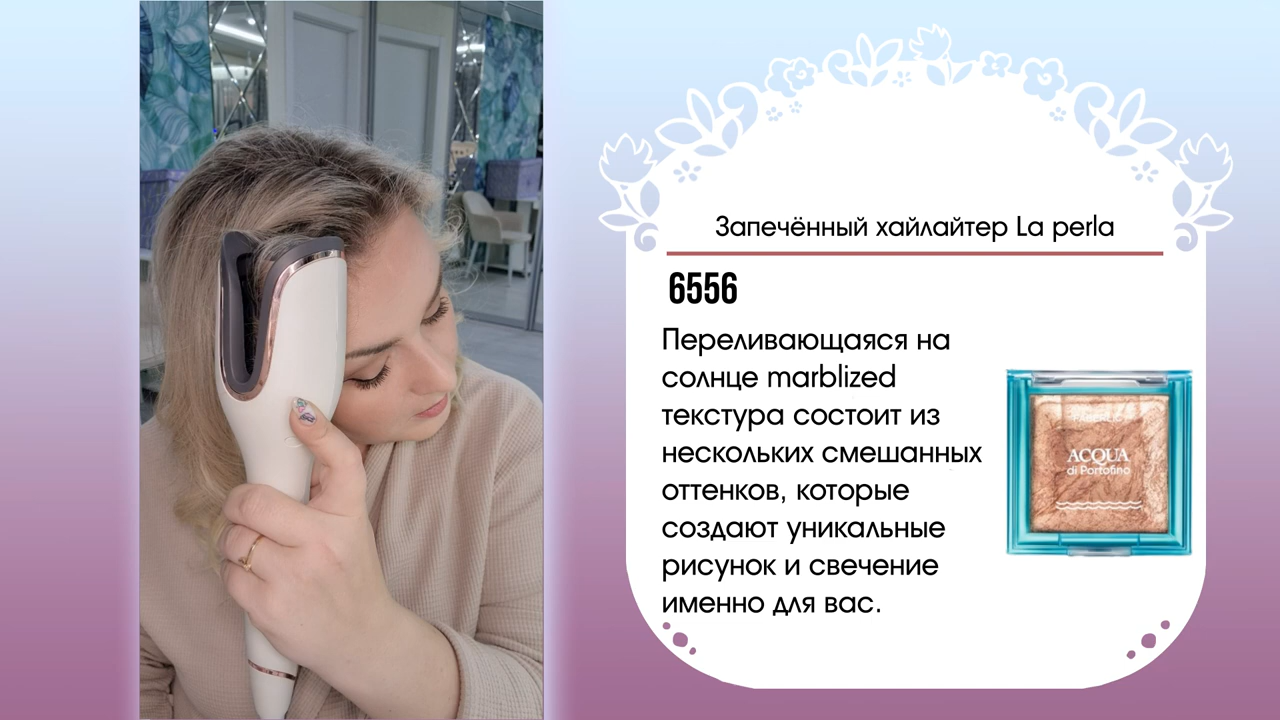 Запечённый хайлайтер La perla
6556
Переливающаяся на
солнце marblized
текстура состоит из
нескольких смешанных
оттенков, которые
создают уникальные
рисунок и свечение
именно для вас.
ACQUA
di Portofino